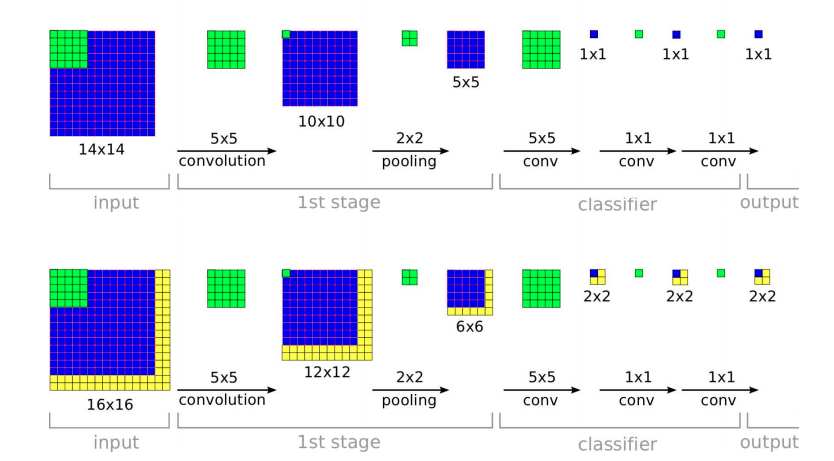 1x1 1x1 1x1
5x5
10x10
14x14
5x5 2x2 5x5 1x1 1x1
convolution pooling conv conv conv
input 1st stage classifier output
2x2 2x2 2x2
6x6
12x12
16x16
5x5 2x2 5x5 1x1 1x1
convolution pooling conv conv conv
input 1st stage classifier output